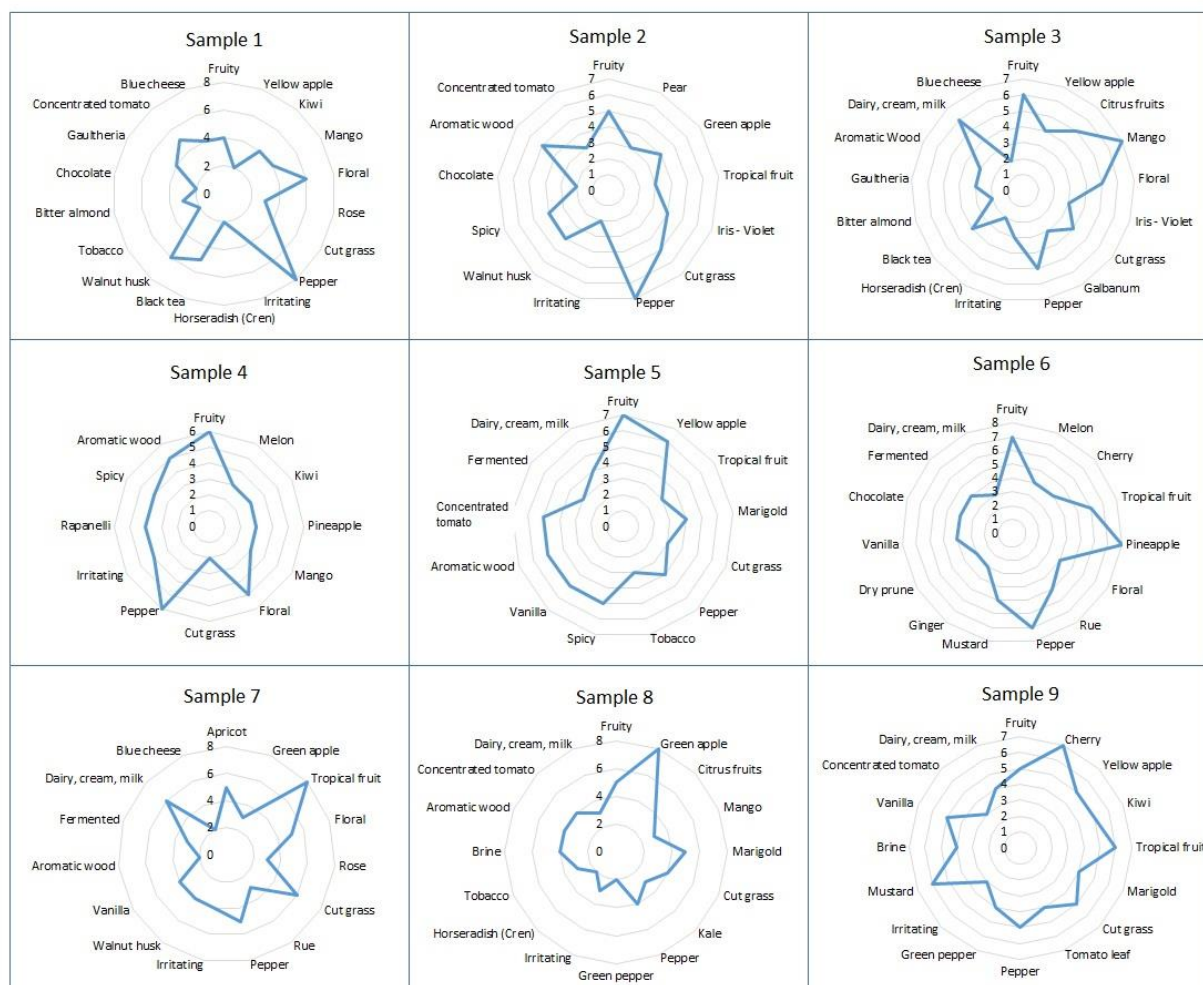 Sample 1
Fruity
Yellow apple
Kiwi
Mango
Floral
Rose
Cut grass
Pepper
Irritating
Horseradish (Cren)
Black tea
Walnut husk
Tobacco
Bitter almond
Chocolate
Gaultheria
Concentrated tomato
Blue cheese
8
6
4
2
0
Sample 2
Fruity
Pear
Green apple
Tropical fruit
Iris - Violet
Cut grass
Pepper
Irritating
Walnut husk
Spicy
Chocolate
Aromatic wood
Concentrated tomato
7
6
5
4
3
2
1
0
Sample 3
Fruity
Yellow apple
Citrus fruits
Mango
Floral
Iris - Violet
Cut grass
Galbanum
Pepper
Irritating
Horseradish (Cren)
Black tea
Bitter almond
Gaultheria
Aromatic Wood
Dairy, cream, milk
Blue cheese
7
6
5
4
3
2
1
0
Sample 4
Fruity
Melon
Kiwi
Pineapple
Mango
Floral
Cut grass
Pepper
Irritating
Rapanelli
Spicy
Aromatic wood
6
5
4
3
2
1
0
Sample 5
Fruity
Yellow apple
Tropical fruit
Marigold
Cut grass
Pepper
Tobacco
Spicy
Vanilla
Aromatic wood
Concentrated
tomato
Fermented
Dairy, cream, milk
7
6
5
4
3
2
1
0
Sample 6
Fruity
Melon
Cherry
Tropical fruit
Pineapple
Floral
Rue
Pepper
Mustard
Ginger
Dry prune
Vanilla
Chocolate
Fermented
Dairy, cream, milk
8
7
6
5
4
3
2
1
0
Sample 7
Apricot
Green apple
Tropical fruit
Floral
Rose
Cut grass
Rue
Pepper
Irritating
Walnut husk
Vanilla
Aromatic wood
Fermented
Dairy, cream, milk
Blue cheese
8
6
4
2
0
Sample 8
Fruity
Green apple
Citrus fruits
Mango
Marigold
Cut grass
Kale
Pepper
Green pepper
Irritating
Horseradish (Cren)
Tobacco
Brine
Aromatic wood
Concentrated tomato
Dairy, cream, milk
8
6
4
2
0
Sample 9
Fruity
Cherry
Yellow apple
Kiwi
Tropical fruit
Marigold
Cut grass
Tomato leaf
Pepper
Green pepper
Irritating
Mustard
Brine
Vanilla
Concentrated tomato
Dairy, cream, milk
7
6
5
4
3
2
1
0